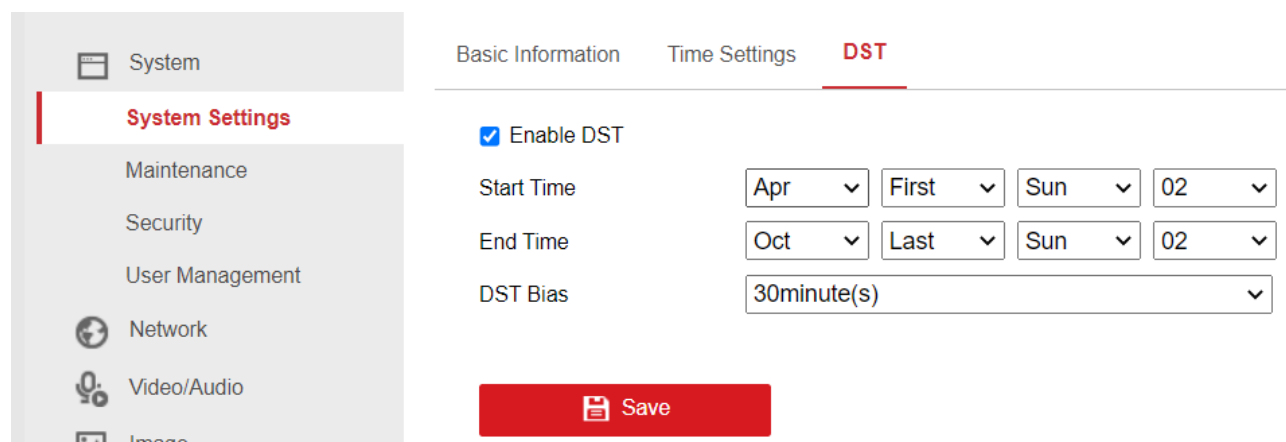 System
System Settings
Maintenance
Security
User Management
Network
Video/Audio
Image
Basic Information Time Settings DST
Enable DST
Start Time Apr First Sun 02
End Time Oct Last Sun 02
DST Bias 30minute(s)
Save